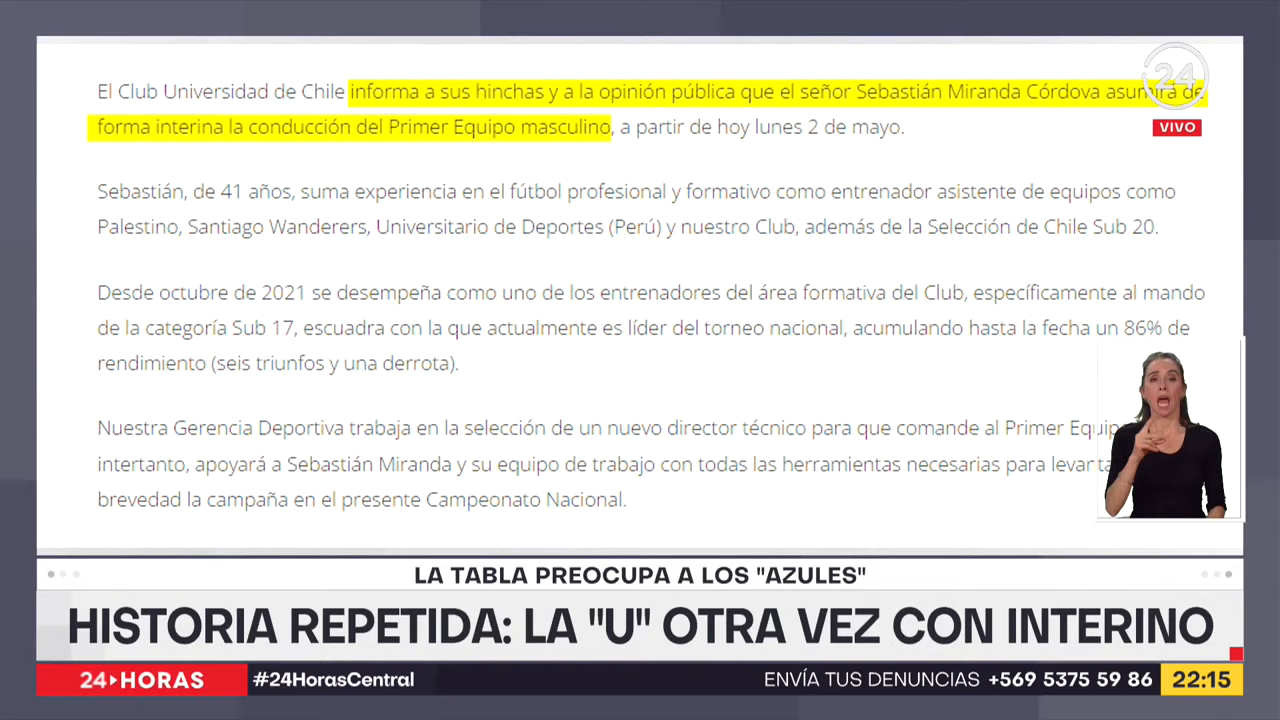 El Club Universidad de Chile informa a sus hinchas y a la opinión pública que el señor Sebastián Miranda Córdova asumirá de
forma interina la conducción del Primer Equipo masculino, a partir de hoy lunes 2 de mayo.
24
VIVO
Sebastián, de 41 años, suma experiencia en el fútbol profesional y formativo como entrenador asistente de equipos como
Palestino, Santiago Wanderers, Universitario de Deportes (Perú) y nuestro Club, además de la Selección de Chile Sub 20.
Desde octubre de 2021 se desempeña como uno de los entrenadores del área formativa del Club, específicamente al mando
de la categoría Sub 17, escuadra con la que actualmente es líder del torneo nacional, acumulando hasta la fecha un 86% de
rendimiento (seis triunfos y una derrota).
Nuestra Gerencia Deportiva trabaja en la selección de un nuevo director técnico para que comande al Primer
intertanto, apoyará a Sebastián Miranda y su equipo de trabajo con todas las herramientas necesarias para
brevedad la campaña en el presente Campeonato Nacional.
LA TABLA PREOCUPA A LOS "AZULES"
HISTORIA REPETIDA: LA "U" OTRA VEZ CON INTERINO
24 HORAS #24HorasCentral ENVÍA TUS DENUNCIAS +569 5375 59 86 22:15